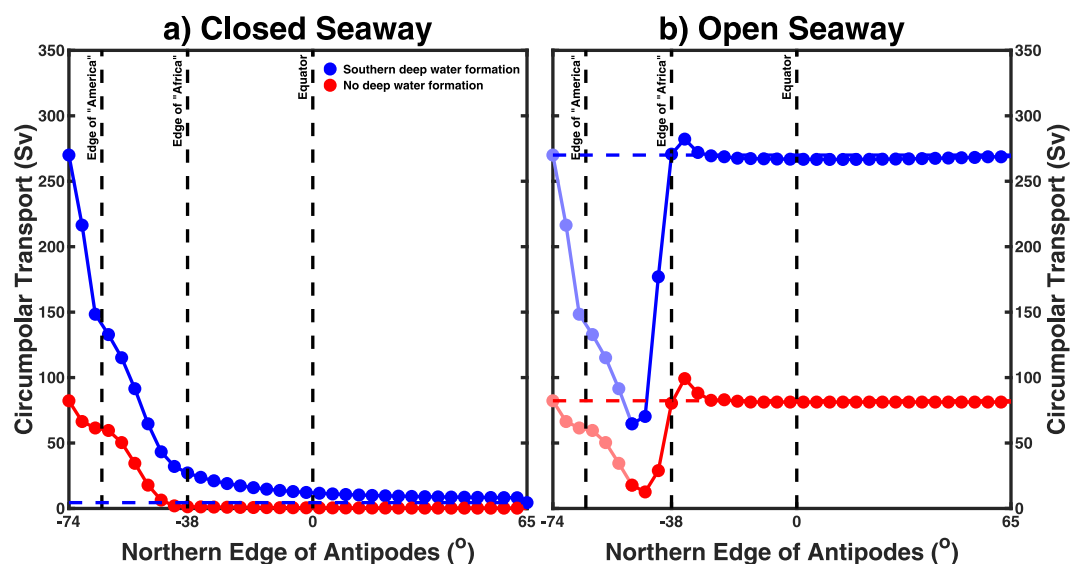 a) Closed Seaway
b) Open Seaway
350
300
250
200
150
100
50
0
Circumpolar Transport (Sv)
Edge of "America"
Edge of "Africa"
Equator
Southern deep water formation
No deep water formation
-74
-38
0
65
Northern Edge of Antipodes (o)
350
300
250
200
150
100
50
0
Circumpolar Transport (Sv)
Edge of "America"
Edge of "Africa"
Equator
-74
-38
0
65
Northern Edge of Antipodes (o)